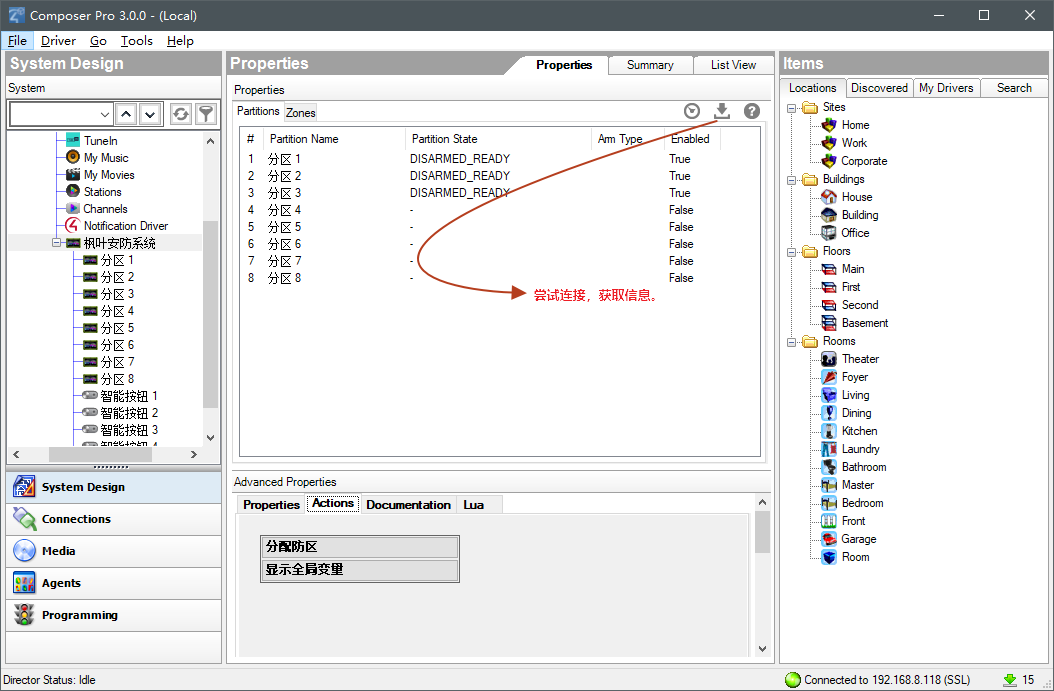 Composer Pro 3.0.0 - (Local)
File Driver Go Tools Help
System Design
System
TuneIn
My Music
My Movies
Stations
Channels
Notification Driver
枫叶安防系统
分区 1
分区 2
分区 3
分区 4
分区 5
分区 6
分区 7
分区 8
智能按钮 1
智能按钮 2
智能按钮 3
智能按钮 4
System Design
Connections
Media
Agents
Programming
Properties
Properties Summary List View
Properties
Partitions Zones
# Partition Name Partition State Arm Type Enabled
1 分区 1 DISARMED_READY True
2 分区 2 DISARMED_READY True
3 分区 3 DISARMED_READY True
4 分区 4 - False
5 分区 5 - False
6 分区 6 - False
7 分区 7 - False
8 分区 8 - False
尝试连接，获取信息。
Advanced Properties
Properties Actions Documentation Lua
分配防区
显示全局变量
Items
Locations Discovered My Drivers Search
Sites
Home
Work
Corporate
Buildings
House
Building
Office
Floors
Main
First
Second
Basement
Rooms
Theater
Foyer
Living
Dining
Kitchen
Laundry
Bathroom
Master
Bedroom
Front
Garage
Room
Director Status: Idle
Connected to 192.168.8.118 (SSL)
15